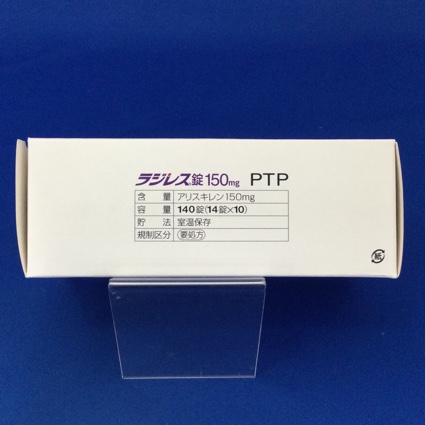 ラジレス錠150mg PTP
含量 アリスキレン150mg
容量 140錠(14錠×10)
貯法 室温保存
規制区分 要処方
紙